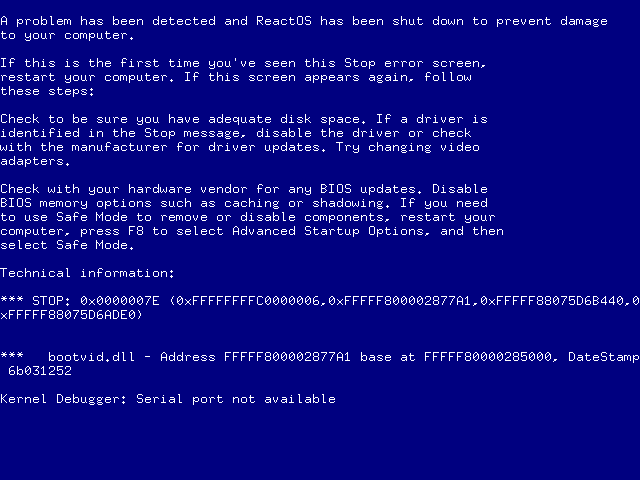 A problem has been detected and ReactOS has been shut down to prevent damage
to your computer.
If this is the first time you've seen this Stop error screen,
restart your computer. If this screen appears again, follow
these steps:
Check to be sure you have adequate disk space. If a driver is
identified in the Stop message, disable the driver or check
with the manufacturer for driver updates. Try changing video
adapters.
Check with your hardware vendor for any BIOS updates. Disable
BIOS memory options such as caching or shadowing. If you need
to use Safe Mode to remove or disable components, restart your
computer, press F8 to select Advanced Startup Options, and then
select Safe Mode.
Technical information:
*** STOP: 0x0000007E (0xFFFFFFFFC0000006,0xFFFFF800002877A1,0xFFFFF88075D6B440,0
xFFFFF88075D6ADE0)
***   bootvid.dll - Address FFFFF800002877A1 base at FFFFF80000285000, DateStamp
6b031252
Kernel Debugger: Serial port not available